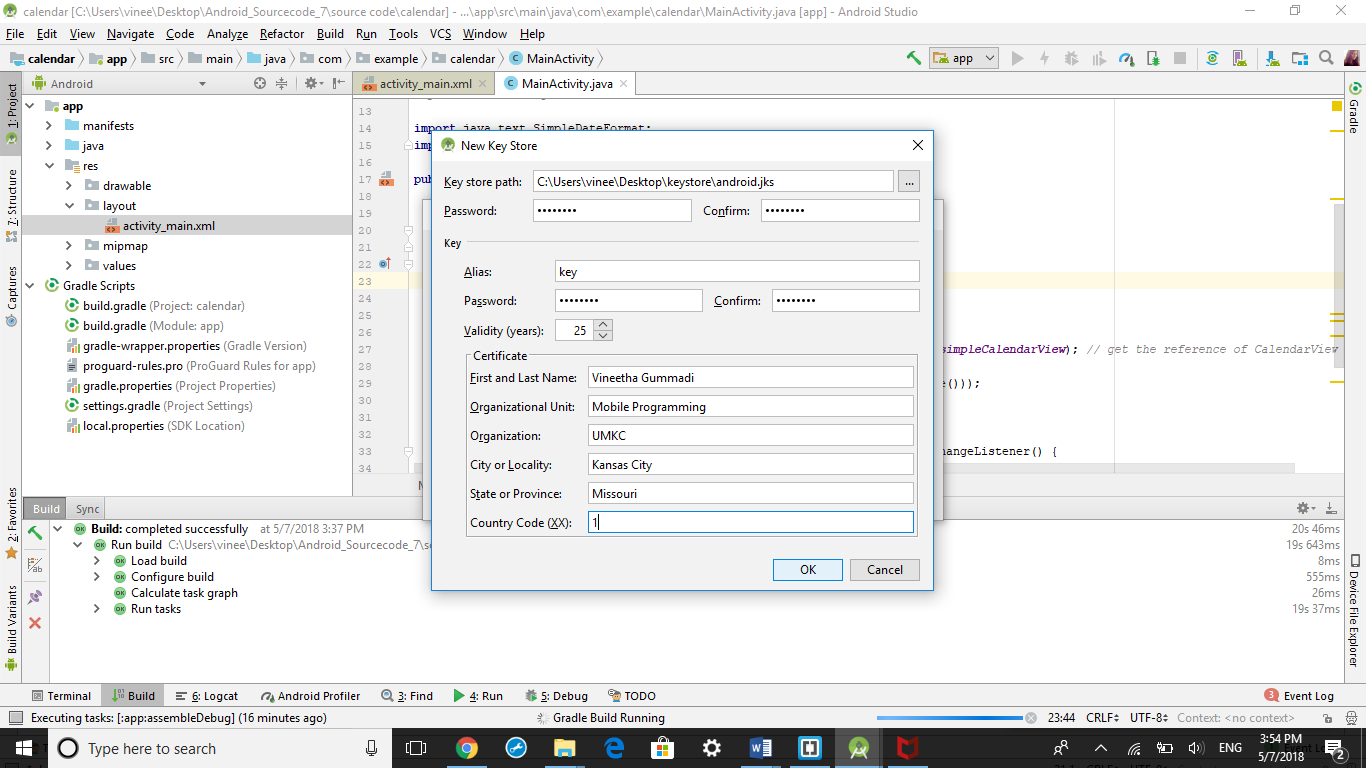 calendar [C:\Users\vinee\Desktop\Android_Sourcecode_7\source code\calendar] - ...\app\src\main\java\com\example\calendar\MainActivity.java [app] - Android Studio
File Edit View Navigate Code Analyze Refactor Build Run Tools VCS Window Help
calendar app src main java com example calendar MainActivity app
1: Project
7: Structure
Captures
2: Favorites
Build Variants
Android
app
manifests
java
res
drawable
layout
activity_main.xml
mipmap
values
Gradle Scripts
build.gradle (Project: calendar)
build.gradle (Module: app)
gradle-wrapper.properties (Gradle Version)
proguard-rules.pro (ProGuard Rules for app)
gradle.properties (Project Properties)
settings.gradle (Project Settings)
local.properties (SDK Location)
activity_main.xml MainActivity.java
13
14 import java.text.SimpleDateFormat;
15 imp
16
17 pub
18
19
20
21
22
23
24
25
26
27 simpleCalendarView); // get the reference of CalendarView
28
29 e()));
30
31
32
33 hangeListener() {
34
New Key Store
Key store path: C:\Users\vinee\Desktop\keystore\android.jks ...
Password: •••••••• Confirm: ••••••••
Key
Alias: key
Password: •••••••• Confirm: ••••••••
Validity (years): 25
Certificate
First and Last Name: Vineetha Gummadi
Organizational Unit: Mobile Programming
Organization: UMKC
City or Locality: Kansas City
State or Province: Missouri
Country Code (XX): 1
OK Cancel
Gradle
Device File Explorer
Build Sync
Build: completed successfully at 5/7/2018 3:37 PM 20s 46ms
Run build C:\Users\vinee\Desktop\Android_Sourcecode_7\s 19s 643ms
Load build 8ms
Configure build 555ms
Calculate task graph 26ms
Run tasks 19s 37ms
Terminal Build 6: Logcat Android Profiler 3: Find 4: Run 5: Debug TODO 3 Event Log
Executing tasks: [:app:assembleDebug] (16 minutes ago) Gradle Build Running 23:44 CRLF UTF-8 Context: <no context>
Type here to search ENG 3:54 PM 2
5/7/2018